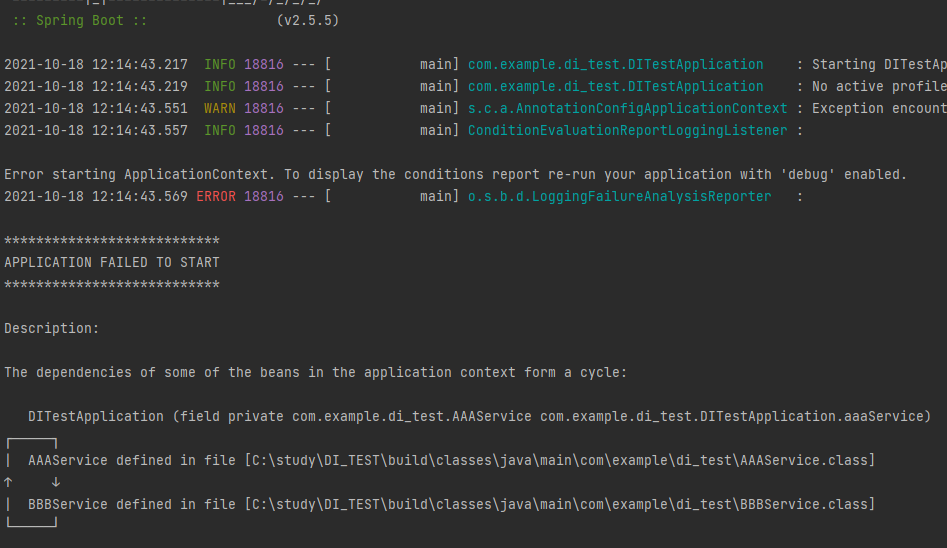 :: Spring Boot ::                (v2.5.5)
2021-10-18 12:14:43.217  INFO 18816 --- [           main] com.example.di_test.DITestApplication    : Starting DITestAp
2021-10-18 12:14:43.219  INFO 18816 --- [           main] com.example.di_test.DITestApplication    : No active profile
2021-10-18 12:14:43.551  WARN 18816 --- [           main] s.c.a.AnnotationConfigApplicationContext : Exception encount
2021-10-18 12:14:43.557  INFO 18816 --- [           main] ConditionEvaluationReportLoggingListener :
Error starting ApplicationContext. To display the conditions report re-run your application with 'debug' enabled.
2021-10-18 12:14:43.569 ERROR 18816 --- [           main] o.s.b.d.LoggingFailureAnalysisReporter   :
***************************
APPLICATION FAILED TO START
***************************
Description:
The dependencies of some of the beans in the application context form a cycle:
   DITestApplication (field private com.example.di_test.AAAService com.example.di_test.DITestApplication.aaaService)
┌─────┐
|  AAAService defined in file [C:\study\DI_TEST\build\classes\java\main\com\example\di_test\AAAService.class]
↑     ↓
|  BBBService defined in file [C:\study\DI_TEST\build\classes\java\main\com\example\di_test\BBBService.class]
└─────┘